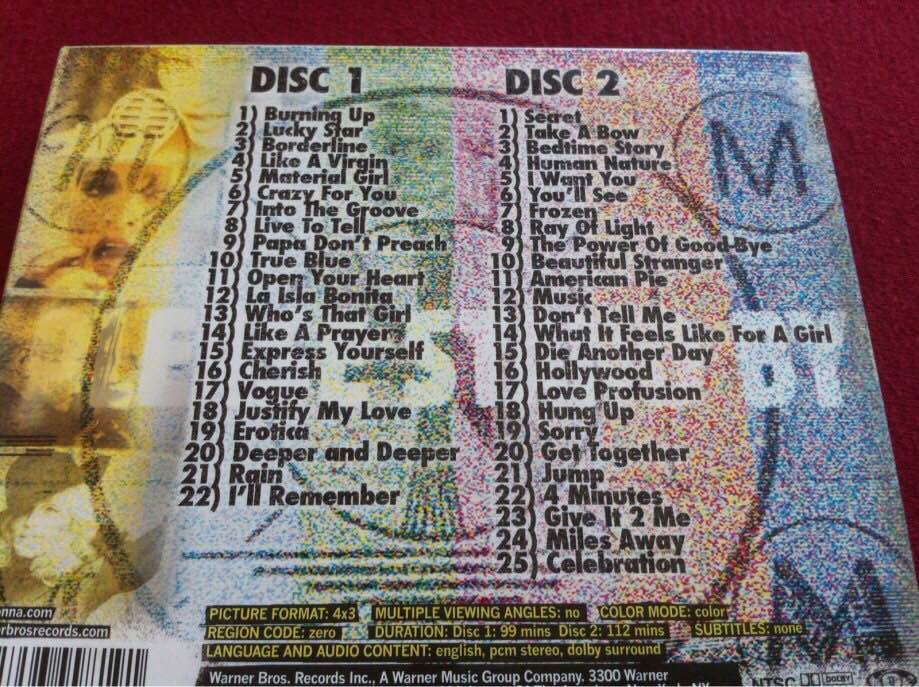 DISC 1
1) Burning Up
2) Lucky Star
3) Borderline
4) Like A Virgin
5) Material Girl
6) Crazy For You
7) Into The Groove
8) Live To Tell
9) Papa Don't Preach
10) True Blue
11) Open Your Heart
12) La Isla Bonita
13) Who's That Girl
14) Like A Prayer
15) Express Yourself
16) Cherish
17) Vogue
18) Justify My Love
19) Erotica
20) Deeper and Deeper
21) Rain
22) I'll Remember
DISC 2
1) Secret
2) Take A Bow
3) Bedtime Story
4) Human Nature
5) I Want You
6) You'll See
7) Frozen
8) Ray Of Light
9) The Power Of Good-Bye
10) Beautiful Stranger
11) American Pie
12) Music
13) Don't Tell Me
14) What It Feels Like For A Girl
15) Die Another Day
16) Hollywood
17) Love Profusion
18) Hung Up
19) Sorry
20) Get Together
21) Jump
22) 4 Minutes
23) Give It 2 Me
24) Miles Away
25) Celebration
M
M
nna.com
rbrosrecords.com
PICTURE FORMAT: 4x3 MULTIPLE VIEWING ANGLES: no COLOR MODE: color
REGION CODE: zero DURATION: Disc 1: 99 mins Disc 2: 112 mins SUBTITLES: none
LANGUAGE AND AUDIO CONTENT: english, pcm stereo, dolby surround
Warner Bros. Records Inc., A Warner Music Group Company. 3300 Warner
NTSC DOLBY